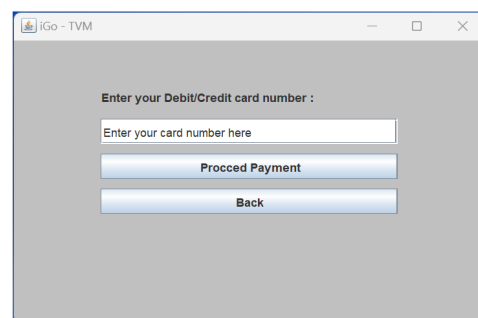 iGo - TVM
Enter your Debit/Credit card number :
Enter your card number here
Procced Payment
Back